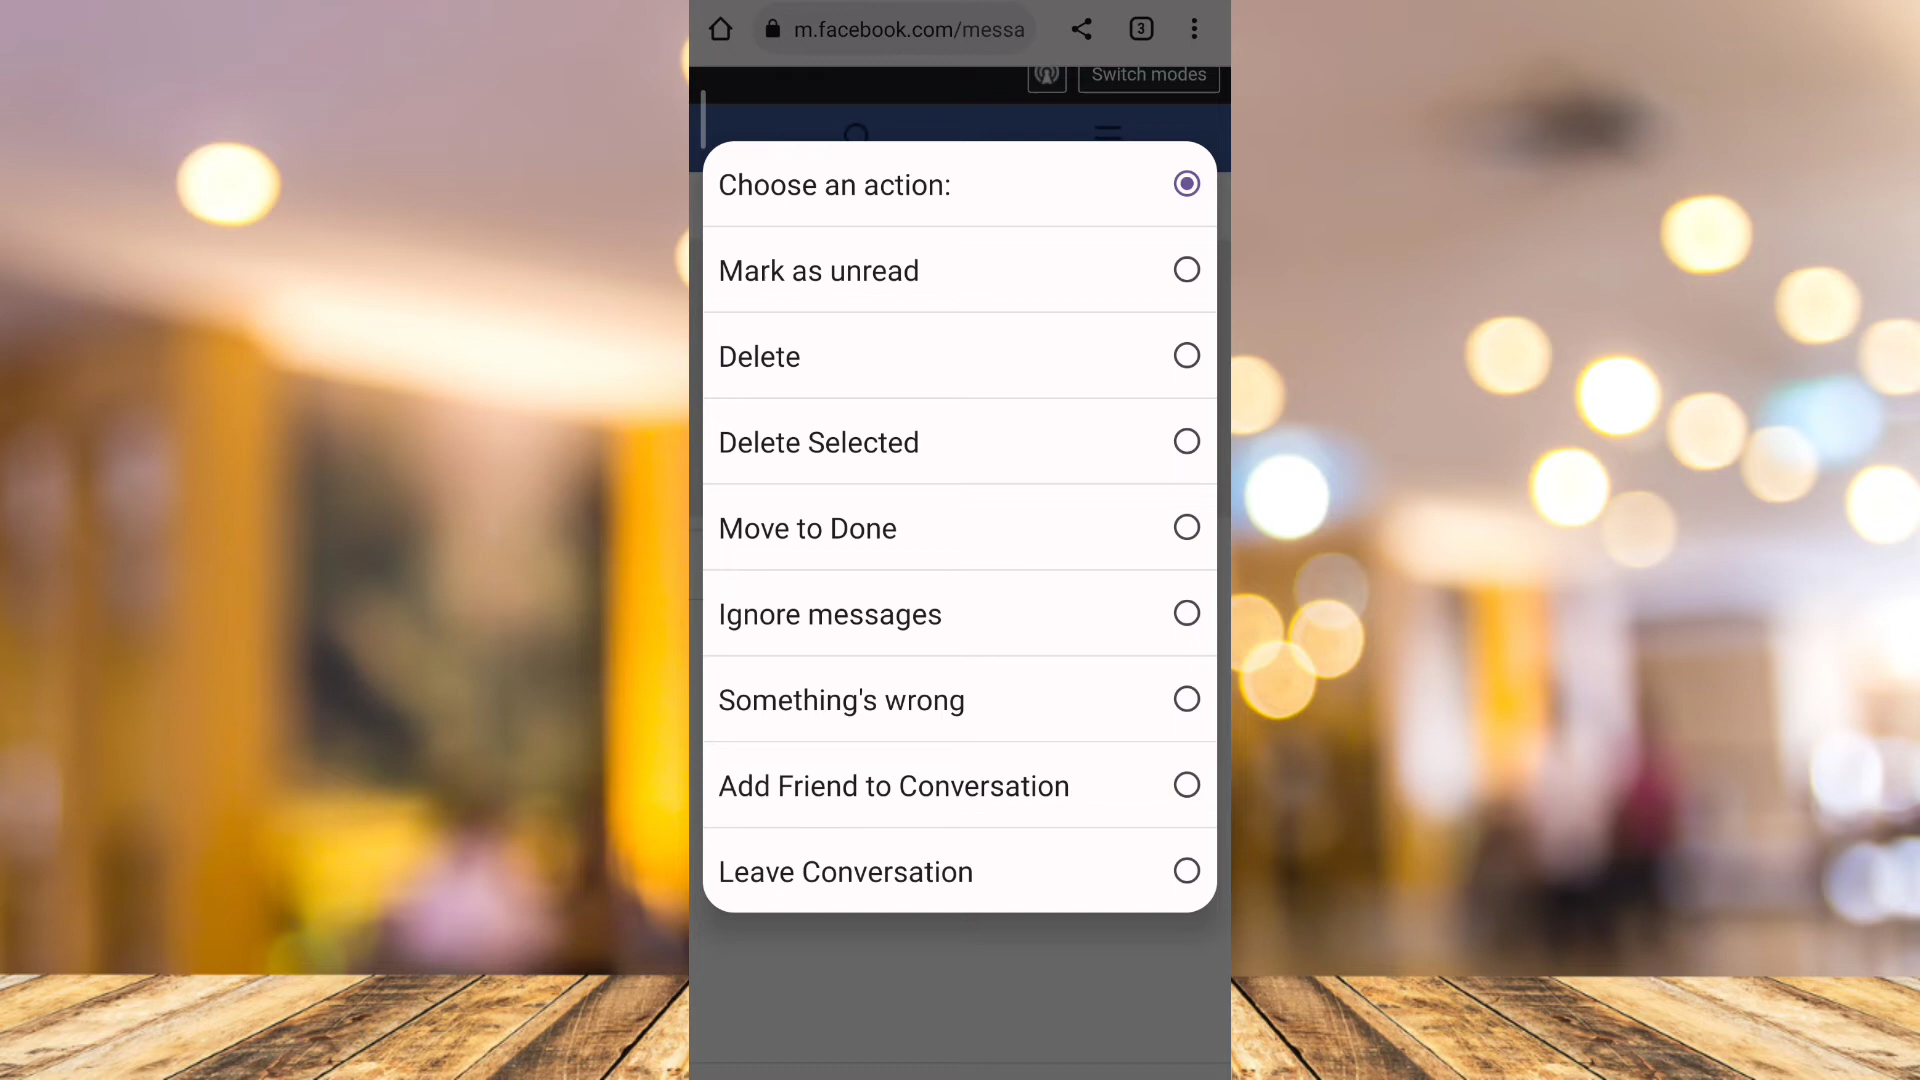 m.facebook.com/messa
3
Switch modes
Choose an action:
Mark as unread
Delete
Delete Selected
Move to Done
Ignore messages
Something's wrong
Add Friend to Conversation
Leave Conversation